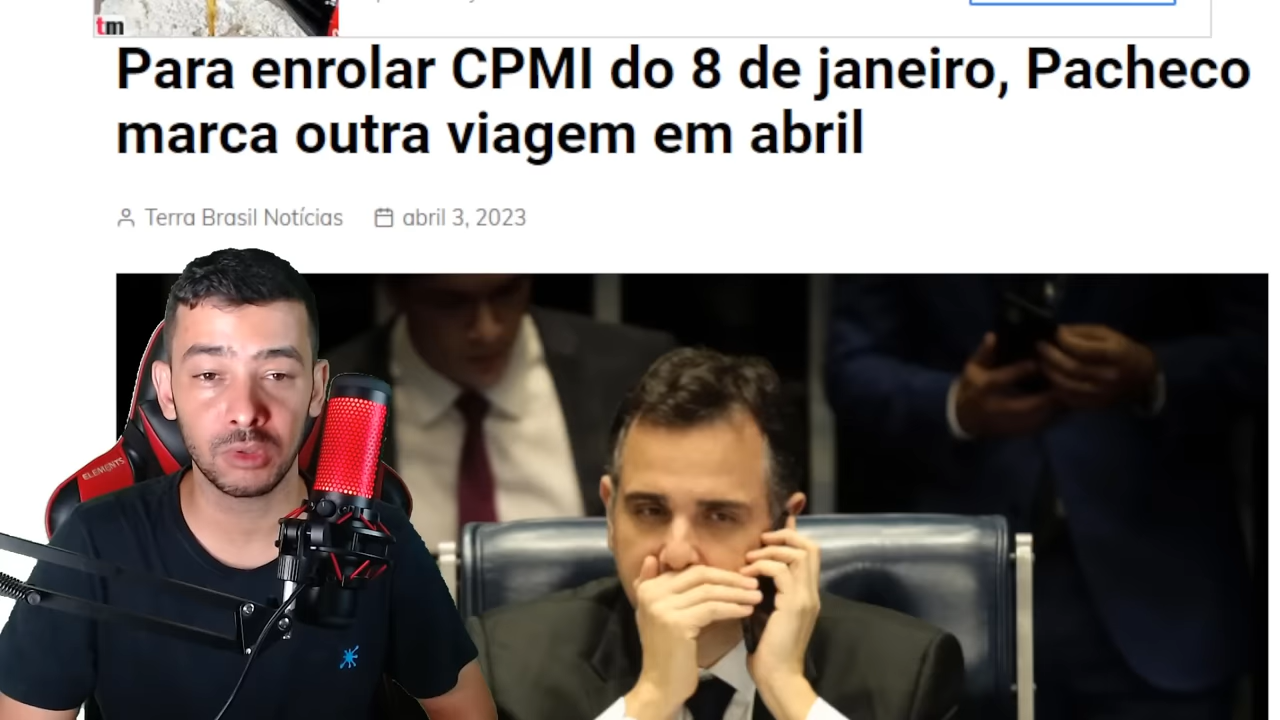 tm
Para enrolar CPMI do 8 de janeiro, Pacheco
marca outra viagem em abril
Terra Brasil Notícias abril 3, 2023
ELEMENTS